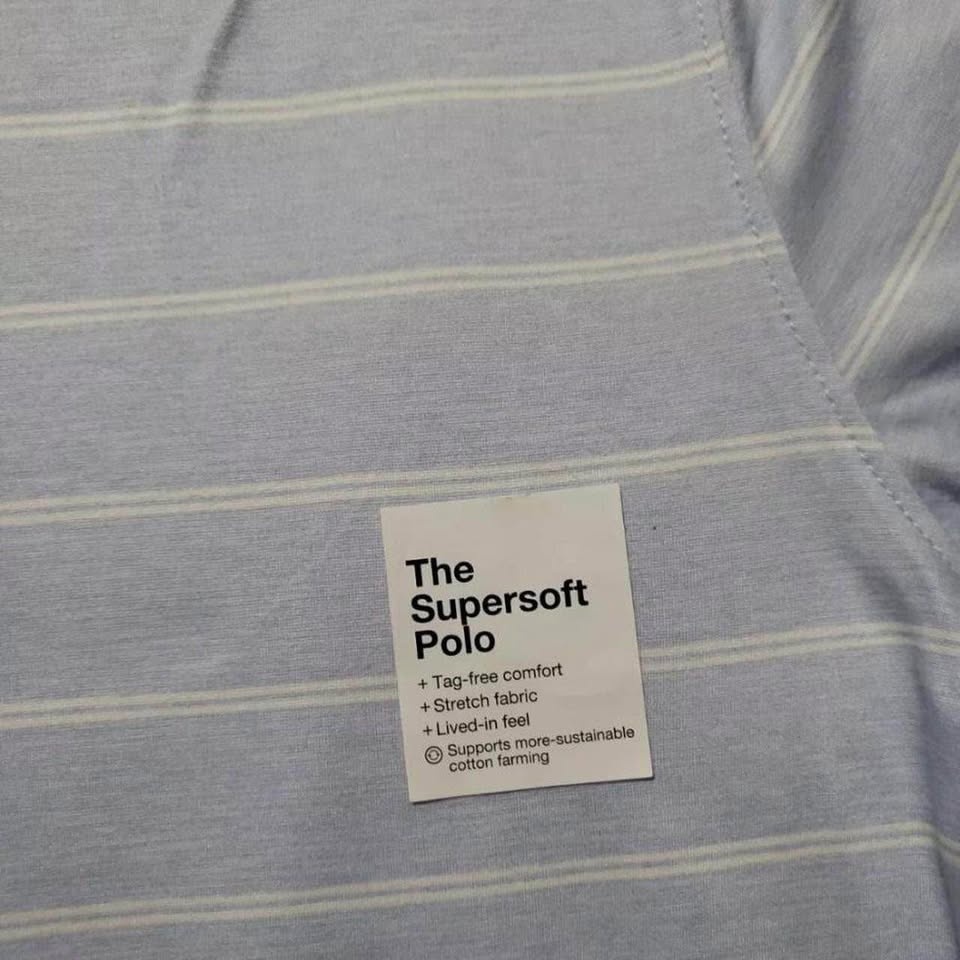 The
Supersoft
Polo
+ Tag-free comfort
+ Stretch fabric
+ Lived-in feel
Supports more-sustainable
cotton farming